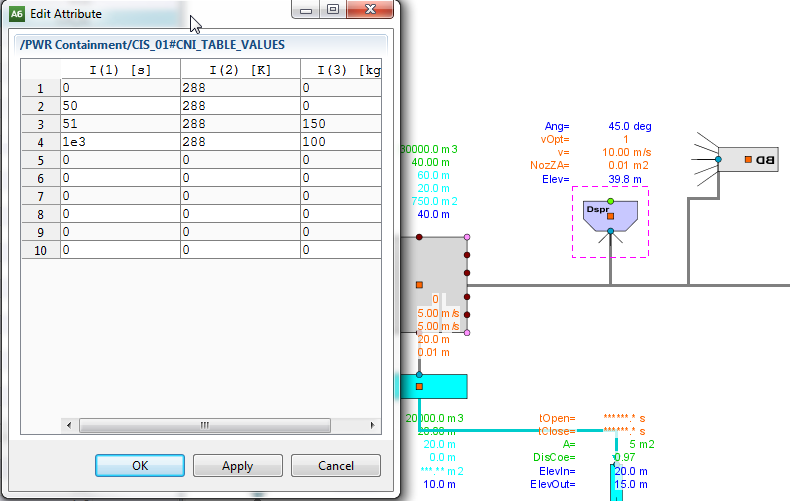 A6 Edit Attribute
/PWR Containment/CIS_01#CNI_TABLE_VALUES
I(1) [s] I(2) [K] I(3) [kg
1 0 288 0
2 50 288 0
3 51 288 150
4 1e3 288 100
5 0 0 0
6 0 0 0
7 0 0 0
8 0 0 0
9 0 0 0
10 0 0 0
OK Apply Cancel
30000.0 m3
40.00 m
60.0 m
20.0 m
750.0 m2
40.0 m
Ang= 45.0 deg
vOpt= 1
v= 10.00 m/s
NozZA= 0.01 m2
Elev= 39.8 m
Dspr
BD
0
5.00 m/s
5.00 m/s
20.0 m
0.01 m
20000.0 m3
20.00 m
20.0 m
0.0 m
***.** m2
10.0 m
tOpen= ******.* s
tClose= ******.* s
A= 5 m2
DisCoe= 0.97
ElevIn= 20.0 m
ElevOut= 15.0 m